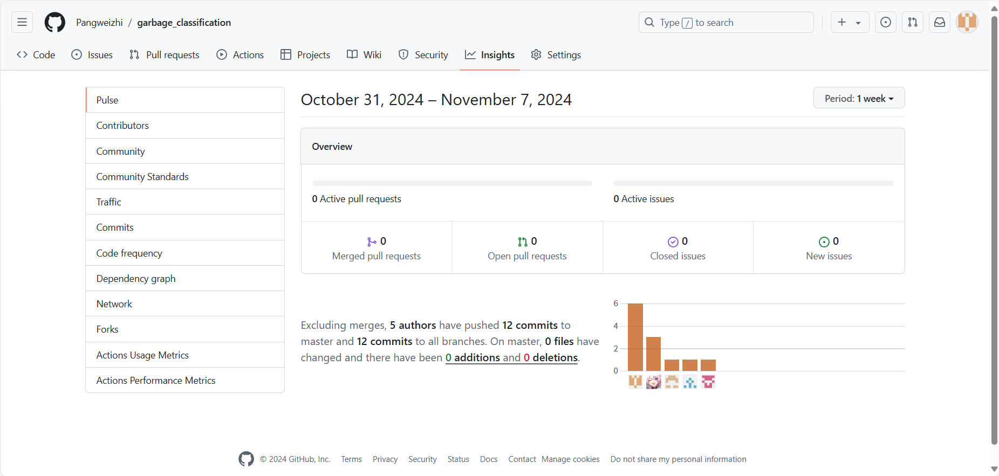 Pangweizhi / garbage_classification
Type / to search
Code Issues Pull requests Actions Projects Wiki Security Insights Settings
Pulse
Contributors
Community
Community Standards
Traffic
Commits
Code frequency
Dependency graph
Network
Forks
Actions Usage Metrics
Actions Performance Metrics
October 31, 2024 – November 7, 2024
Period: 1 week
Overview
0 Active pull requests
0 Active issues
0
Merged pull requests
0
Open pull requests
0
Closed issues
0
New issues
Excluding merges, 5 authors have pushed 12 commits to
master and 12 commits to all branches. On master, 0 files have
changed and there have been 0 additions and 0 deletions.
6
4
2
0
© 2024 GitHub, Inc. Terms Privacy Security Status Docs Contact Manage cookies Do not share my personal information